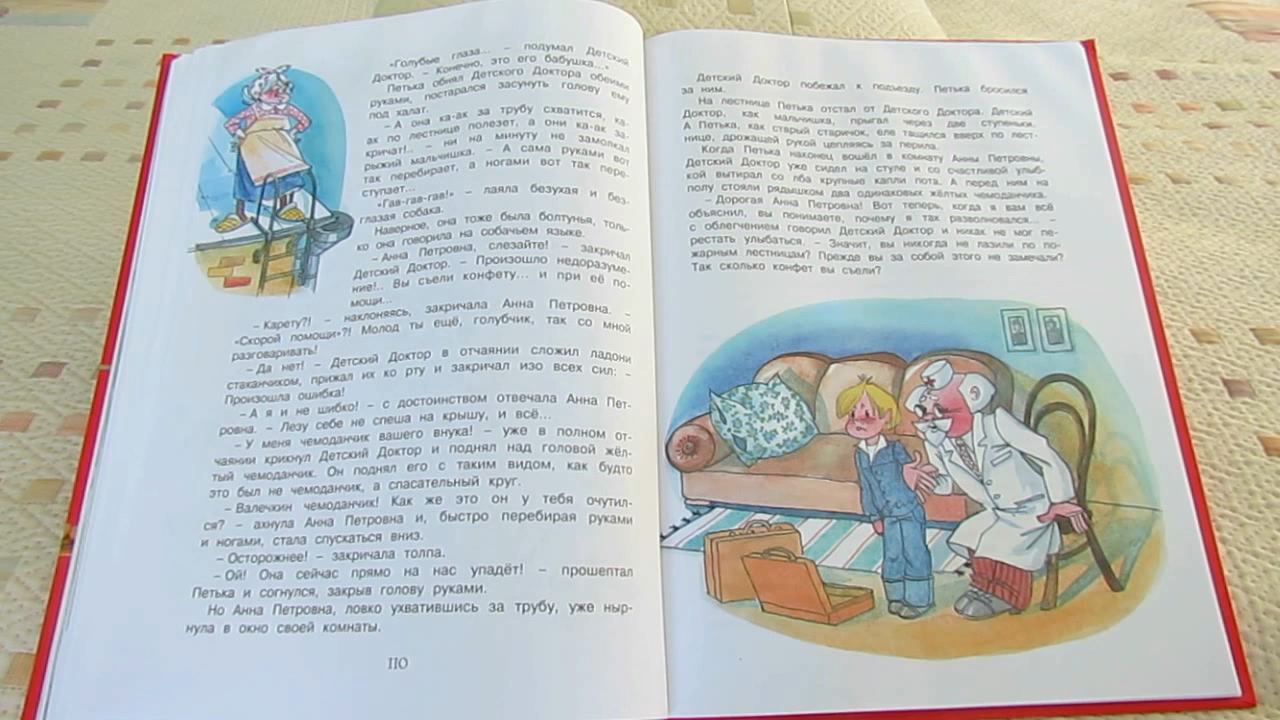 «Голубые глаза... – подумал Детский
Доктор. – Конечно, это его бабушка...»
Петька обнял Детского Доктора обеими
руками, постарался засунуть голову ему
под халат.
– А она ка-ак за трубу схватится, ка-
ак по лестнице полезет, а они ка-ак за-
кричат!.. – ни на минуту не замолкал
рыжий мальчишка. – А сама руками вот
так перебирает, а ногами вот так пере-
ступает...
«Гав-гав-гав!» – лаяла безухая и без-
глазая собака.
Наверное, она тоже была болтунья, толь-
ко она говорила на собачьем языке.
– Анна Петровна, слезайте! – закричал
Детский Доктор. – Произошло недоразуме-
ние!.. Вы съели конфету... и при её по-
мощи...
– Карету?! – наклоняясь, закричала Анна Петровна. –
«Скорой помощи»?! Молод ты ещё, голубчик, так со мной
разговаривать!
– Да нет! – Детский Доктор в отчаянии сложил ладони
стаканчиком, прижал их ко рту и закричал изо всех сил: –
Произошла ошибка!
– А я и не шибко! – с достоинством отвечала Анна Пет-
ровна. – Лезу себе не спеша на крышу, и всё...
– У меня чемоданчик вашего внука! – уже в полном от-
чаянии крикнул Детский Доктор и поднял над головой жёл-
тый чемоданчик. Он поднял его с таким видом, как будто
это был не чемоданчик, а спасательный круг.
– Валечкин чемоданчик! Как же это он у тебя очутил-
ся? – ахнула Анна Петровна и, быстро перебирая руками
и ногами, стала спускаться вниз.
– Осторожнее! – закричала толпа.
– Ой! Она сейчас прямо на нас упадёт! – прошептал
Петька и согнулся, закрыв голову руками.
Но Анна Петровна, ловко ухватившись за трубу, уже ныр-
нула в окно своей комнаты.
110
Детский Доктор побежал к подъезду. Петька бросился
за ним.
На лестнице Петька отстал от Детского Доктора. Детский
Доктор, как мальчишка, прыгал через две ступеньки.
А Петька, как старый старичок, еле тащился вверх по лест-
нице, дрожащей рукой цепляясь за перила.
Когда Петька наконец вошёл в комнату Анны Петровны,
Детский Доктор уже сидел на стуле и со счастливой улыб-
кой вытирал со лба крупные капли пота. А перед ним на
полу стояли рядышком два одинаковых жёлтых чемоданчика.
– Дорогая Анна Петровна! Вот теперь, когда я вам всё
объяснил, вы понимаете, почему я так разволновался... –
с облегчением говорил Детский Доктор и никак не мог пе-
рестать улыбаться. – Значит, вы никогда не лазили по по-
жарным лестницам? Прежде вы за собой этого не замечали?
Так сколько конфет вы съели?